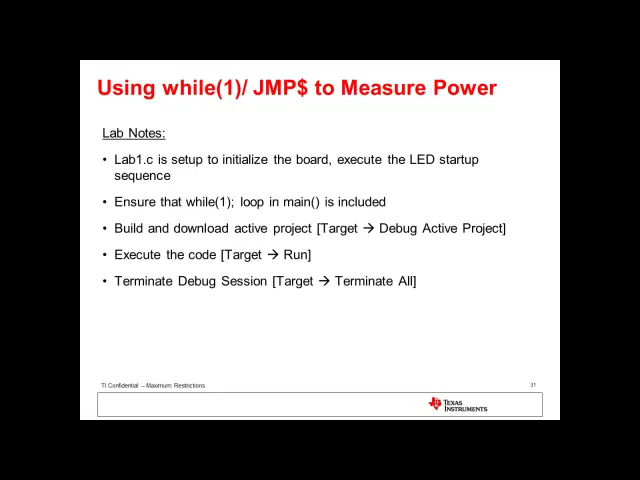 Using while(1)/ JMP$ to Measure Power
Lab Notes:
• Lab1.c is setup to initialize the board, execute the LED startup
sequence
• Ensure that while(1); loop in main() is included
• Build and download active project [Target → Debug Active Project]
• Execute the code [Target → Run]
• Terminate Debug Session [Target → Terminate All]
TI Confidential – Maximum Restrictions
31
TEXAS
INSTRUMENTS